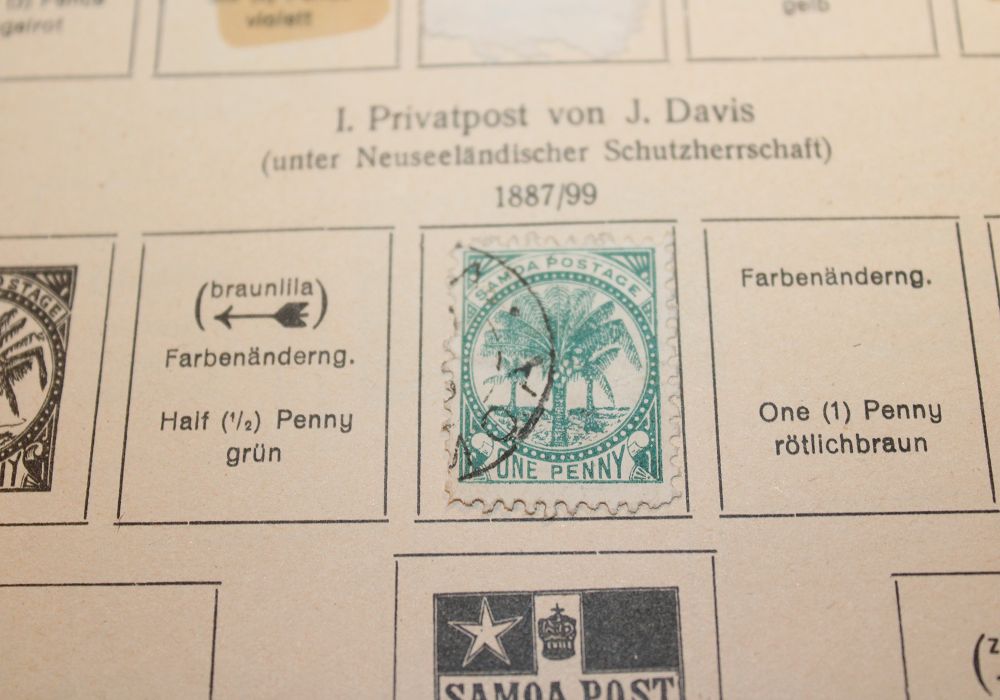 violett
gelb
I. Privatpost von J. Davis
(unter Neuseeländischer Schutzherrschaft)
1887/99
(braunlila)
Farbenänderng.
Half (1/2) Penny
grün
SAMOA POSTAGE
ONE PENNY
Farbenänderng.
One (1) Penny
rötlichbraun
SAMOA POST